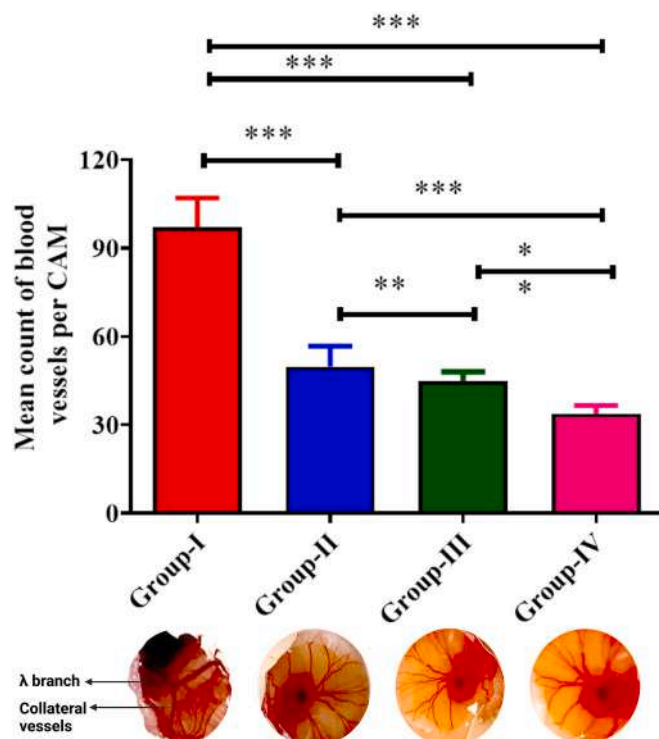 ***
***
***
***
**
*
*
120
90
60
30
0
Mean count of blood
vessels per CAM
Group-I
Group-II
Group-III
Group-IV
λ branch
Collateral
vessels